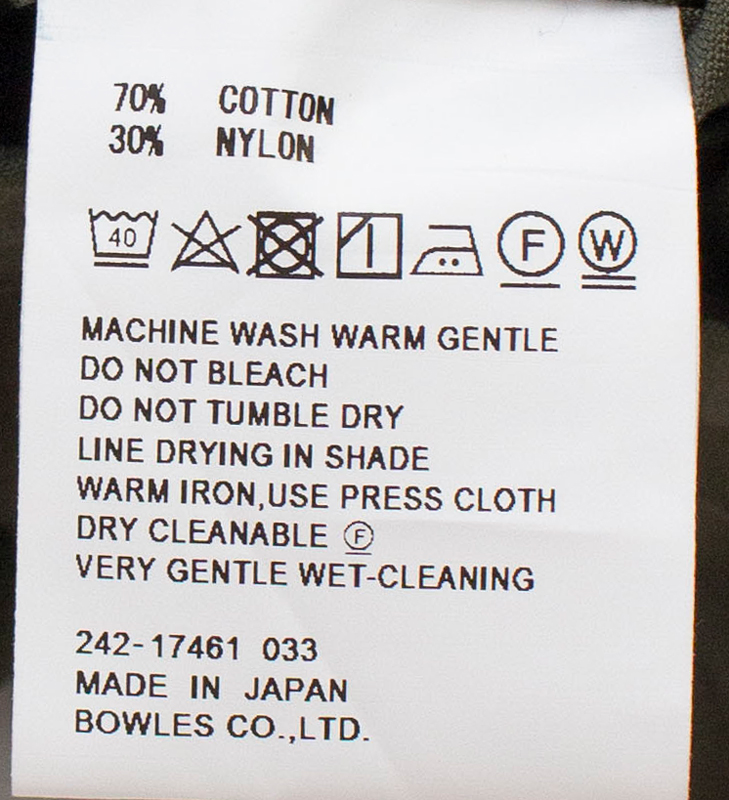 70% COTTON
30% NYLON
40 F W
MACHINE WASH WARM GENTLE
DO NOT BLEACH
DO NOT TUMBLE DRY
LINE DRYING IN SHADE
WARM IRON,USE PRESS CLOTH
DRY CLEANABLE Ⓕ
VERY GENTLE WET-CLEANING
242-17461 033
MADE IN JAPAN
BOWLES CO.,LTD.